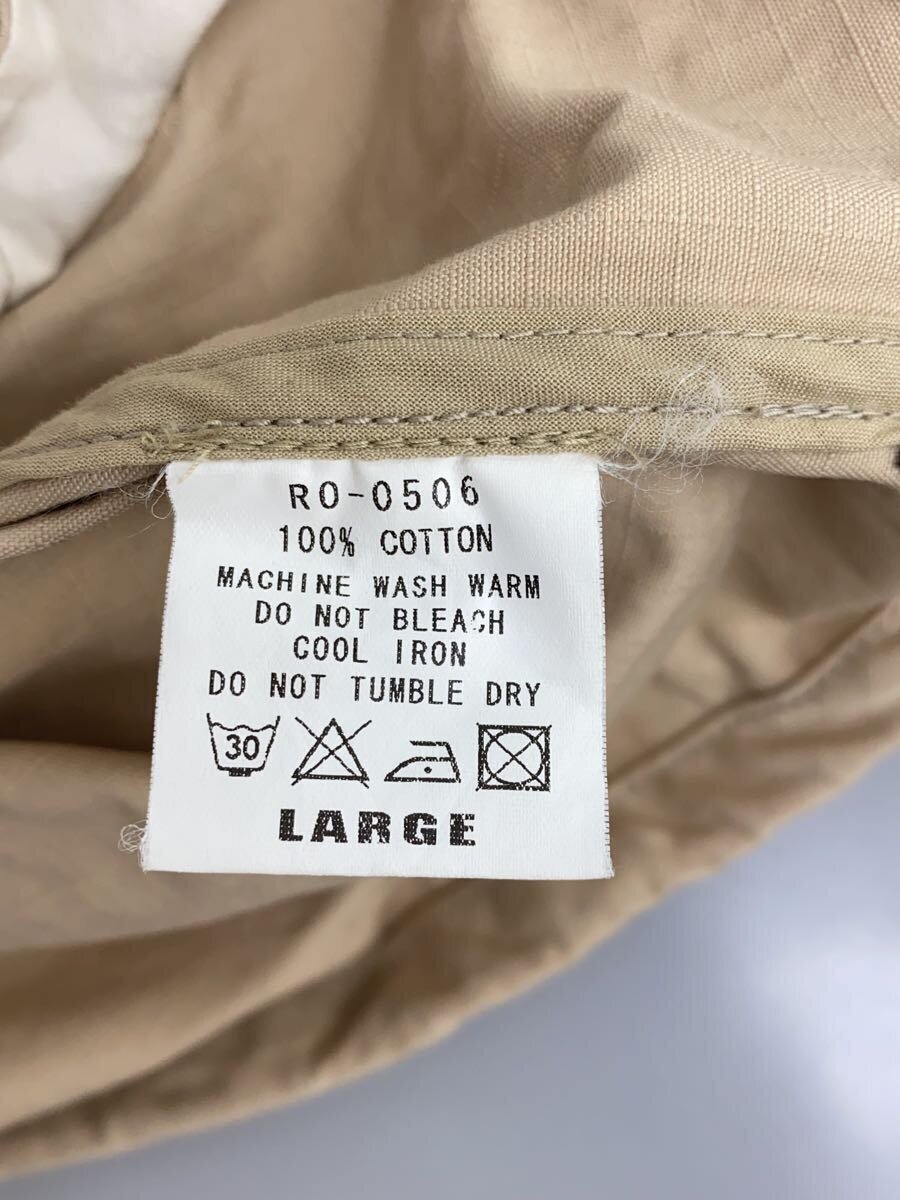 RO-0506
100% COTTON
MACHINE WASH WARM
DO NOT BLEACH
COOL IRON
DO NOT TUMBLE DRY
30
LARGE